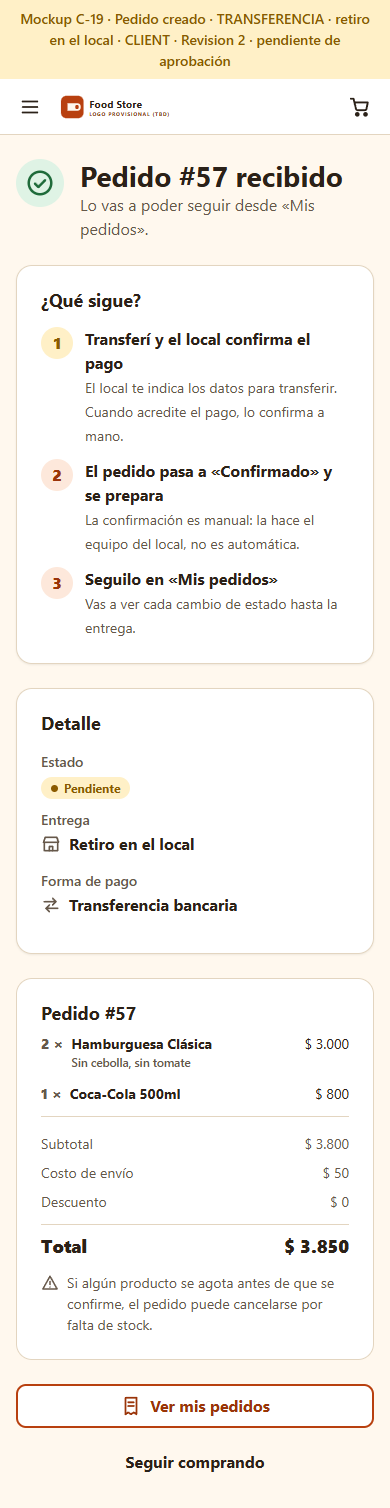 Mockup C-19 · Pedido creado · TRANSFERENCIA · retiro
en el local · CLIENT · Revision 2 · pendiente de
aprobación
Food Store
LOGO PROVISIONAL (TBD)
Pedido #57 recibido
Lo vas a poder seguir desde «Mis
pedidos».
¿Qué sigue?
1 Transferí y el local confirma el
pago
El local te indica los datos para transferir.
Cuando acredite el pago, lo confirma a
mano.
2 El pedido pasa a «Confirmado» y
se prepara
La confirmación es manual: la hace el
equipo del local, no es automática.
3 Seguilo en «Mis pedidos»
Vas a ver cada cambio de estado hasta la
entrega.
Detalle
Estado
Pendiente
Entrega
Retiro en el local
Forma de pago
Transferencia bancaria
Pedido #57
2 × Hamburguesa Clásica $ 3.000
Sin cebolla, sin tomate
1 × Coca-Cola 500ml $ 800
Subtotal $ 3.800
Costo de envío $ 50
Descuento $ 0
Total $ 3.850
Si algún producto se agota antes de que se
confirme, el pedido puede cancelarse por
falta de stock.
Ver mis pedidos
Seguir comprando